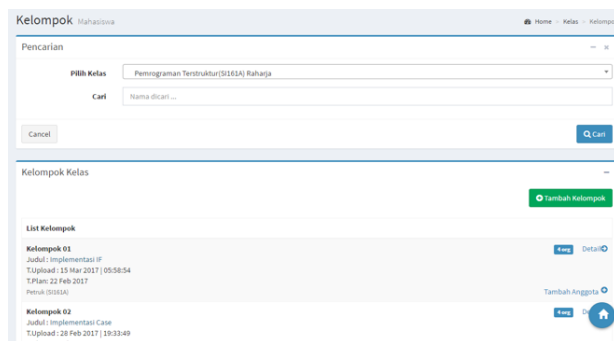 Kelompok Mahasiswa
Home > Kelas > Kelompo
Pencarian
Pilih Kelas
Pemrograman Terstruktur(SI161A) Raharja
Cari
Nama dicari ...
Cancel
Cari
Kelompok Kelas
Tambah Kelompok
List Kelompok
Kelompok 01
4 org
Detail
Judul : Implementasi IF
T.Upload : 15 Mar 2017 | 05:58:54
T.Plan: 22 Feb 2017
Petruk (SI161A)
Tambah Anggota
Kelompok 02
4 org
Judul : Implementasi Case
T.Upload : 28 Feb 2017 | 19:33:49